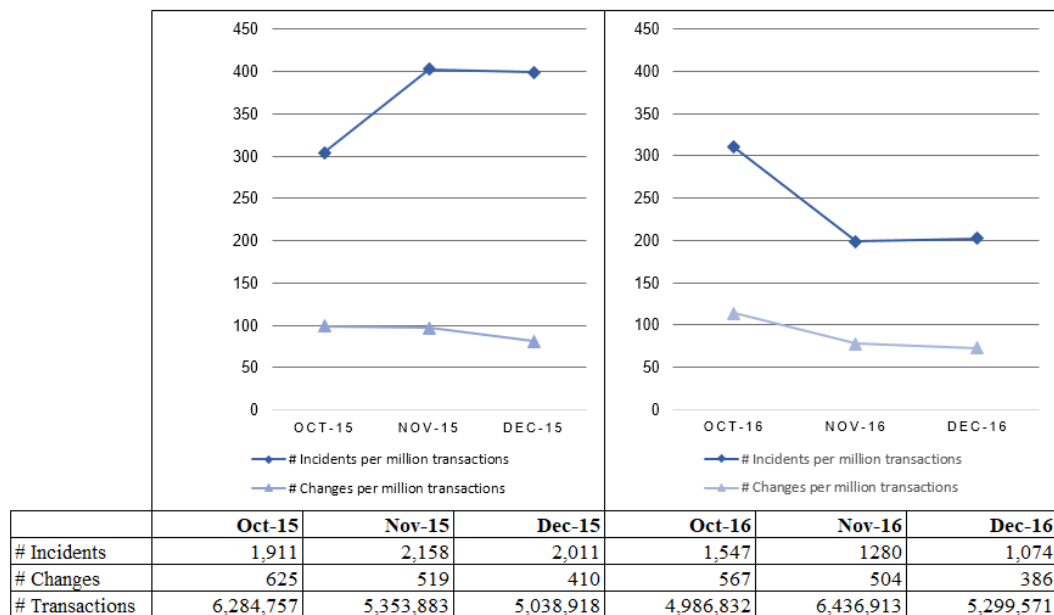 450
400
350
300
250
200
150
100
50
0
OCT-15 NOV-15 DEC-15
# Incidents per million transactions
# Changes per million transactions
450
400
350
300
250
200
150
100
50
0
OCT-16 NOV-16 DEC-16
# Incidents per million transactions
# Changes per million transactions
Oct-15 Nov-15 Dec-15 Oct-16 Nov-16 Dec-16
# Incidents 1,911 2,158 2,011 1,547 1280 1,074
# Changes 625 519 410 567 504 386
# Transactions 6,284,757 5,353,883 5,038,918 4,986,832 6,436,913 5,299,571